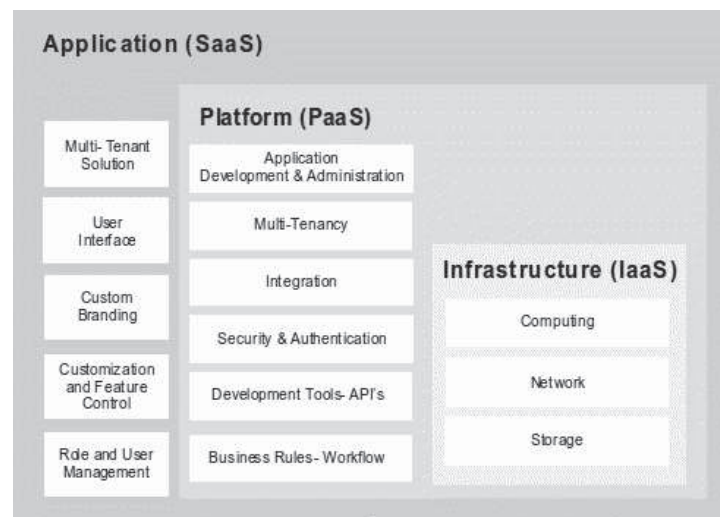 Application (SaaS)
Multi- Tenant
Solution
User
Interface
Custom
Branding
Customization
and Feature
Control
Role and User
Management
Platform (PaaS)
Application
Development & Administration
Multi-Tenancy
Integration
Security & Authentication
Development Tools- API's
Business Rules- Workflow
Infrastructure (IaaS)
Computing
Network
Storage